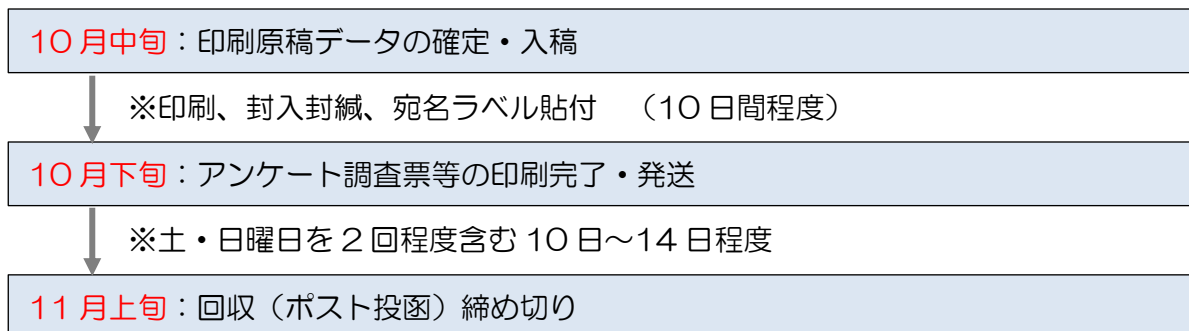 10月中旬：印刷原稿データの確定・入稿
※印刷、封入封緘、宛名ラベル貼付　（10日間程度）
10月下旬：アンケート調査票等の印刷完了・発送
※土・日曜日を2回程度含む10日～14日程度
11月上旬：回収（ポスト投函）締め切り